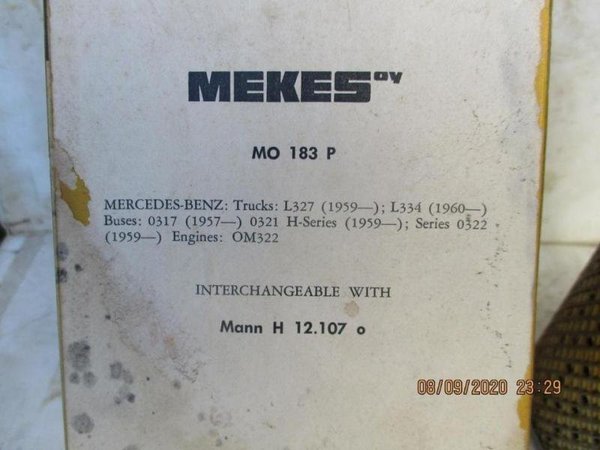 MEKES oy
MO 183 P
MERCEDES-BENZ: Trucks: L327 (1959—); L334 (1960—)
Buses: 0317 (1957—) 0321 H-Series (1959—); Series 0322
(1959—) Engines: OM322
INTERCHANGEABLE WITH
Mann H 12.107 o
08/09/2020 23:29